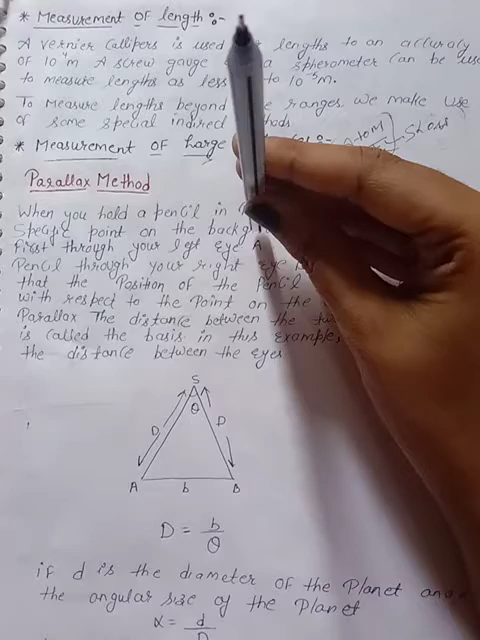 * Measurement of length :-
A vernier callipers is used lengths to an accuracy
of 10⁻⁴m A screw gauge a spherometer can be use
to measure lengths as less to 10⁻⁵m.
To Measure lengths beyond ranges we make use
of some special indirect
* Measurement of Large
Parallax Method
When you hold a pencil in
Specific point on the
first through your left eye A
Pencil through your right eye
that the Position of the Pencil
with respect to the Point on the
Parallax The distance between the
is called the basis in this example,
the distance between the eyes
S
θ
D D
A b B
D = b/θ
if d is the diameter of the Planet
the angular size of the Planet
α = d/D